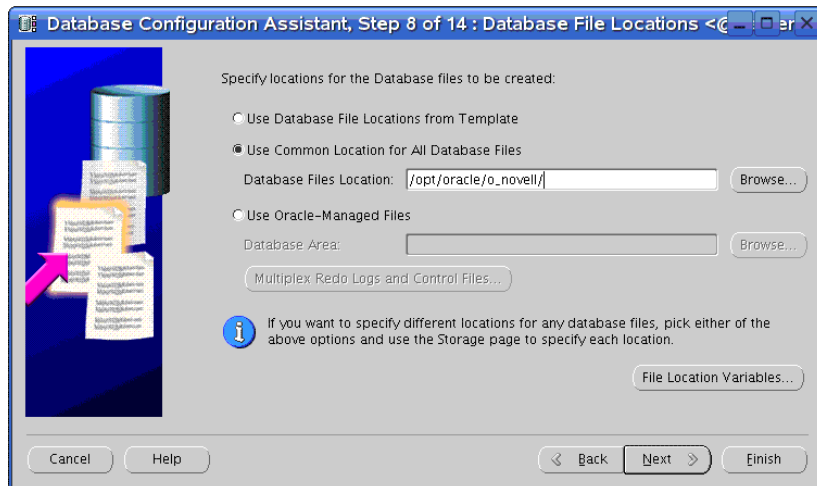 Database Configuration Assistant, Step 8 of 14 : Database File Locations <@
Specify locations for the Database files to be created:
Use Database File Locations from Template
Use Common Location for All Database Files
Database Files Location: /opt/oracle/o_novell/ Browse...
Use Oracle-Managed Files
Database Area: Browse...
Multiplex Redo Logs and Control Files...
If you want to specify different locations for any database files, pick either of the
above options and use the Storage page to specify each location.
File Location Variables...
Cancel Help Back Next Finish